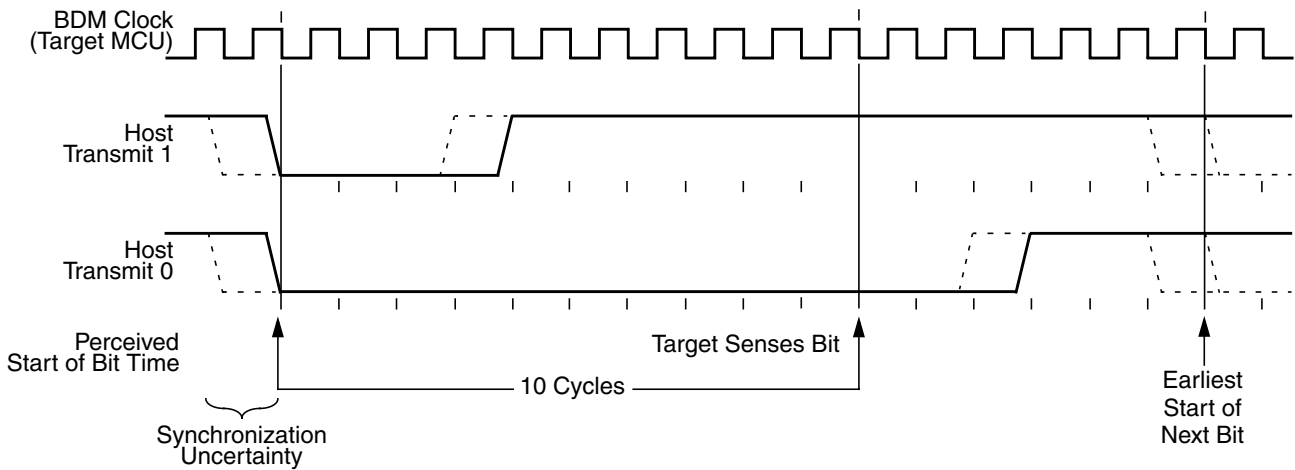 BDM Clock
(Target MCU)
Host
Transmit 1
Host
Transmit 0
Perceived
Start of Bit Time
Target Senses Bit
10 Cycles
Earliest
Start of
Next Bit
Synchronization
Uncertainty